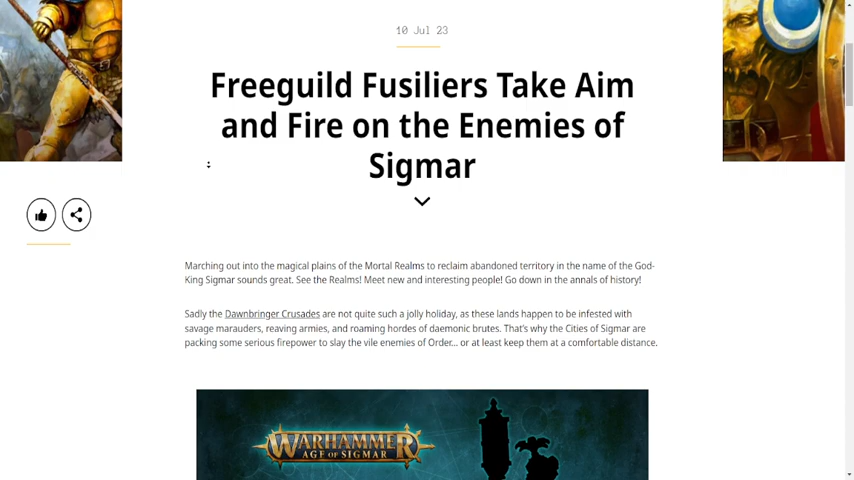 10 Jul 23
Freeguild Fusiliers Take Aim
and Fire on the Enemies of
Sigmar
Marching out into the magical plains of the Mortal Realms to reclaim abandoned territory in the name of the God-
King Sigmar sounds great. See the Realms! Meet new and interesting people! Go down in the annals of history!
Sadly the Dawnbringer Crusades are not quite such a jolly holiday, as these lands happen to be infested with
savage marauders, reaving armies, and roaming hordes of daemonic brutes. That's why the Cities of Sigmar are
packing some serious firepower to slay the vile enemies of Order... or at least keep them at a comfortable distance.
WARHAMMER
AGE OF SIGMAR